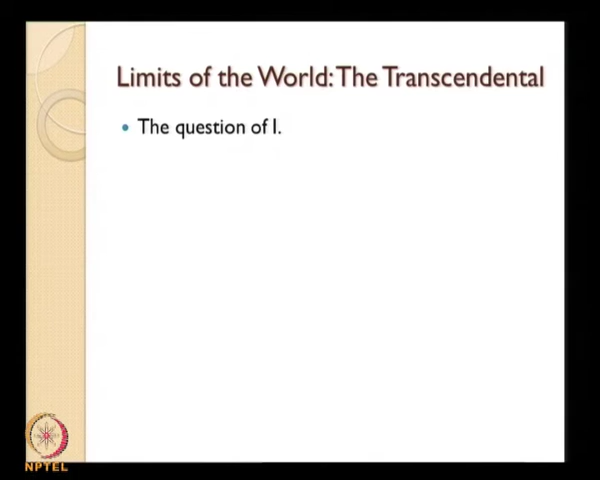 Limits of the World: The Transcendental
The question of I.
NPTEL